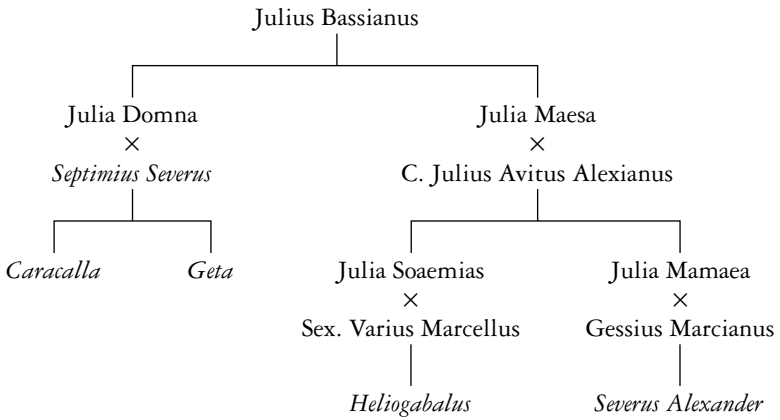 Julius Bassianus
Julia Domna Julia Maesa
× ×
Septimius Severus C. Julius Avitus Alexianus
Caracalla Geta Julia Soaemias Julia Mamaea
× ×
Sex. Varius Marcellus Gessius Marcianus
Heliogabalus Severus Alexander